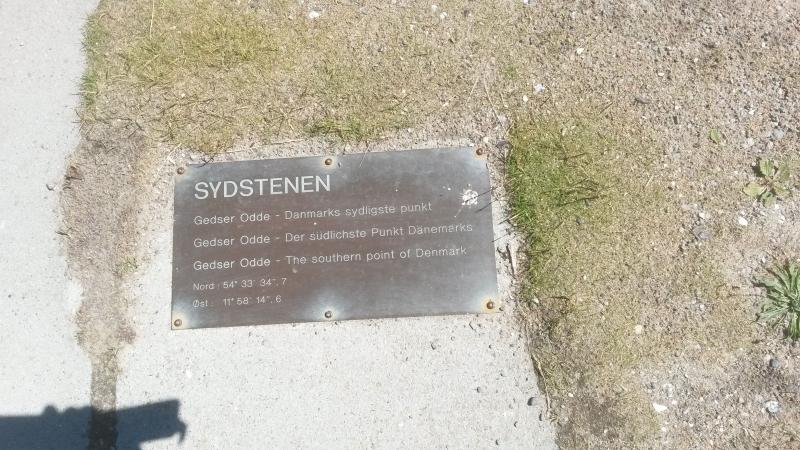 SYDSTENEN
Gedser Odde - Danmarks sydligste punkt
Gedser Odde - Der südlichste Punkt Dänemarks
Gedser Odde - The southern point of Denmark
Nord : 54° 33' 34", 7
Øst : 11° 58' 14", 6